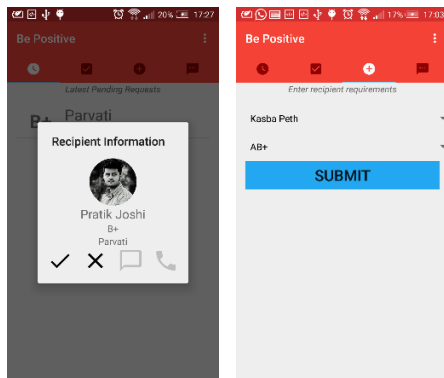 20% 17:27
Be Positive
Latest Pending Requests
B+ Parvati
Recipient Information
Pratik Joshi
B+
Parvati
17% 17:03
Be Positive
Enter recipient requirements
Kasba Peth
AB+
SUBMIT